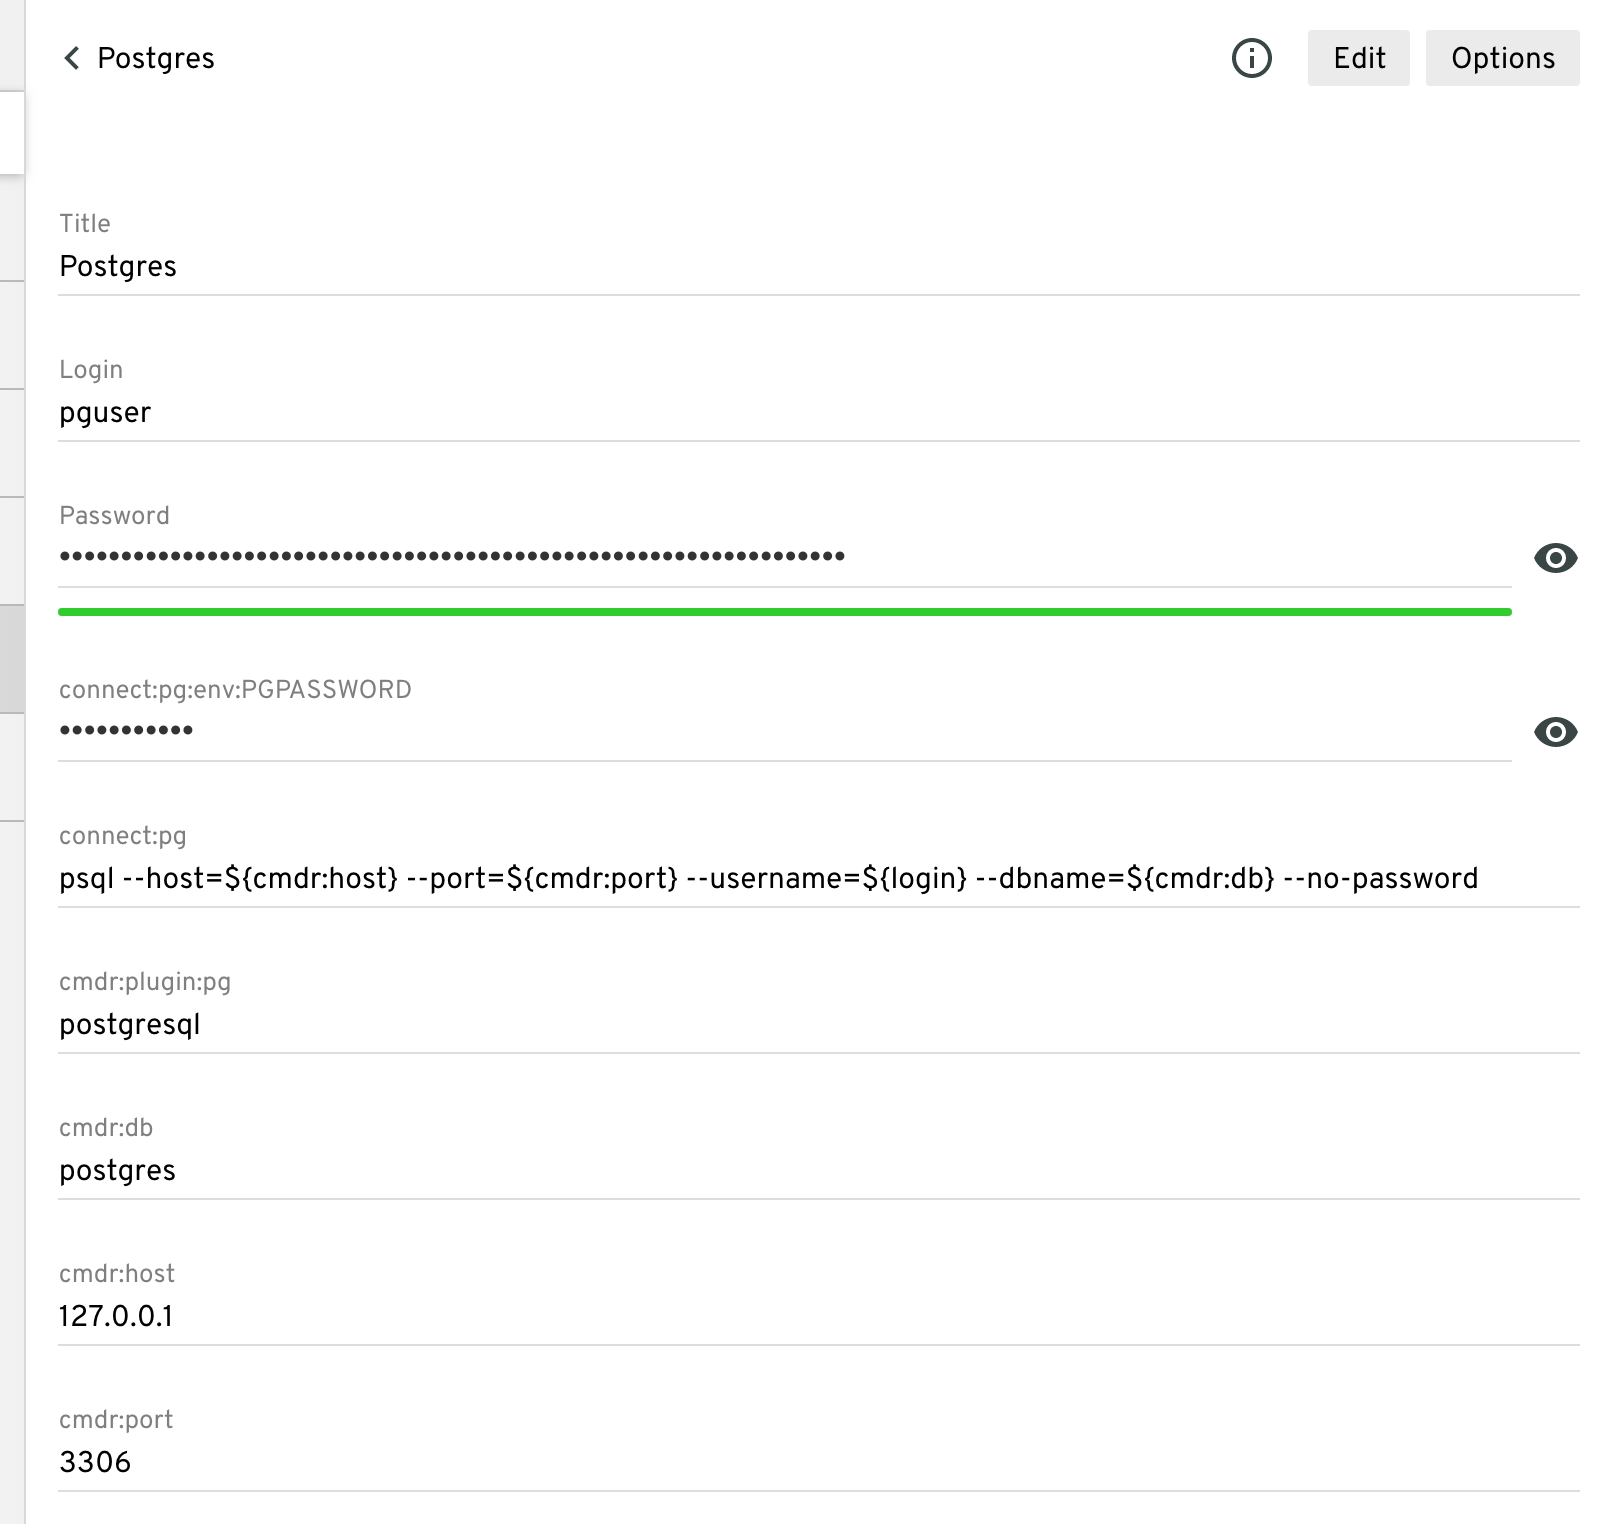 Postgres
Edit
Options
Title
Postgres
Login
pguser
Password
connect:pg:env:PGPASSWORD
connect:pg
psql --host=${cmdr:host} --port=${cmdr:port} --username=${login} --dbname=${cmdr:db} --no-password
cmdr:plugin:pg
postgresql
cmdr:db
postgres
cmdr:host
127.0.0.1
cmdr:port
3306